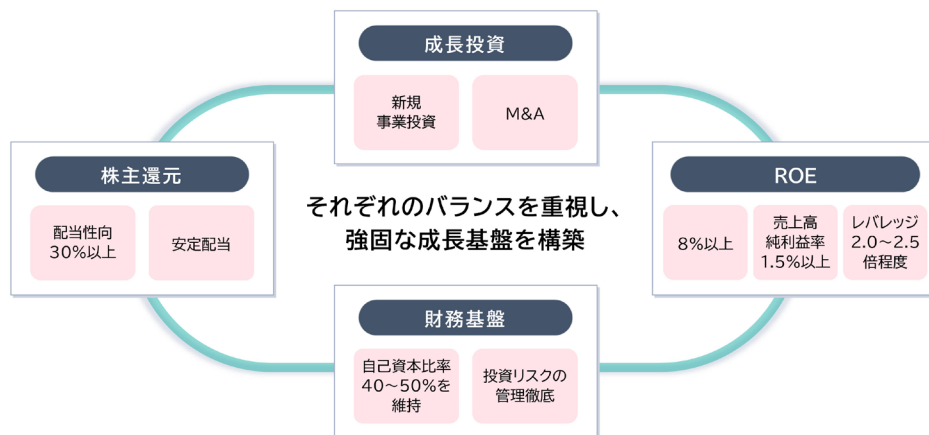 成長投資
新規
事業投資
M&A
株主還元
配当性向
30%以上
安定配当
それぞれのバランスを重視し、
強固な成長基盤を構築
ROE
8%以上
売上高
純利益率
1.5%以上
レバレッジ
2.0～2.5
倍程度
財務基盤
自己資本比率
40～50%を
維持
投資リスクの
管理徹底